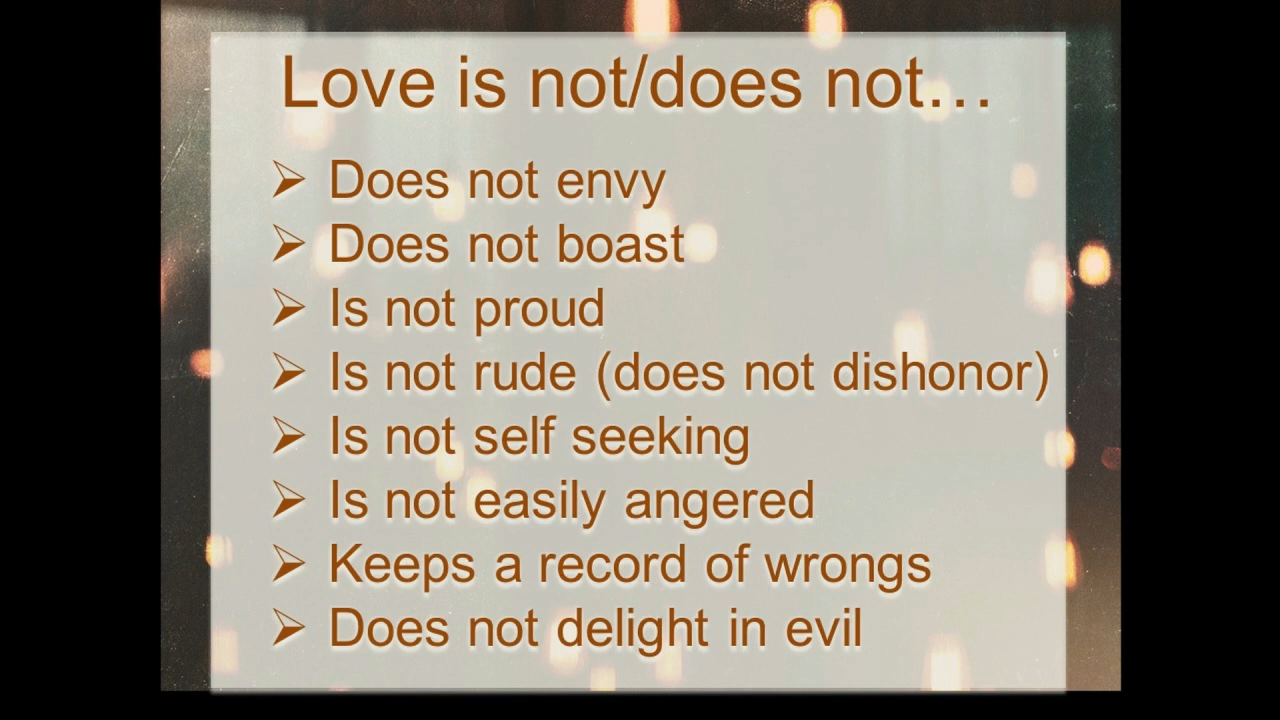 Love is not/does not…
➢ Does not envy
➢ Does not boast
➢ Is not proud
➢ Is not rude (does not dishonor)
➢ Is not self seeking
➢ Is not easily angered
➢ Keeps a record of wrongs
➢ Does not delight in evil